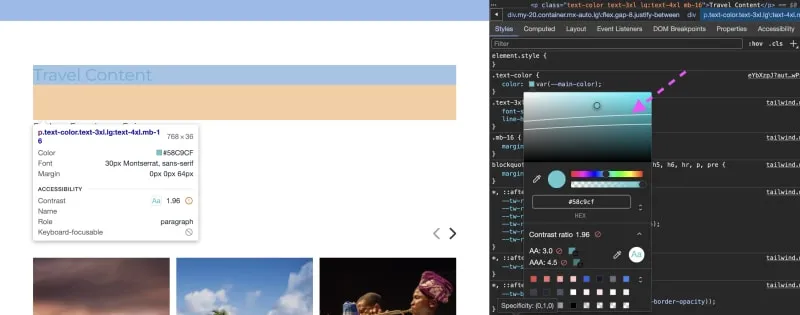 Travel Content
p.text-color.text-3xl.lg:text-4xl.mb-1
6
768 × 36
Color #58C9CF
Font 30px Montserrat, sans-serif
Margin 0px 0px 64px
ACCESSIBILITY
Contrast Aa 1.96
Name
Role paragraph
Keyboard-focusable
<p class="text-color text-3xl lg:text-4xl mb-16">Travel Content</p> == $0
div.my-20.container.mx-auto.lg\:flex.gap-8.justify-between div p.text-color.text-3xl.lg\:text-4xl.m
Styles Computed Layout Event Listeners DOM Breakpoints Properties Accessibility
Filter :hov .cls
element.style {
}
.text-color { eYbXzpJ7aut…wP
color: var(--main-color);
}
.text-3x tailwind.
font-s
line-h
}
.mb-16 { tailwind.
margin
}
blockquot h5, h6, hr, p, pre { tailwind.
margin
}
*, ::afte tailwind.
--tw-r
--tw-r
--tw-r
--tw-r
--tw-r
#58c9cf
HEX
Contrast ratio 1.96
AA: 3.0
AAA: 4.5
Aa
*, ::afte tailwind.
--tw-s
}
*, ::afte tailwind.
-border-opacity));
Specificity: (0,1,0)